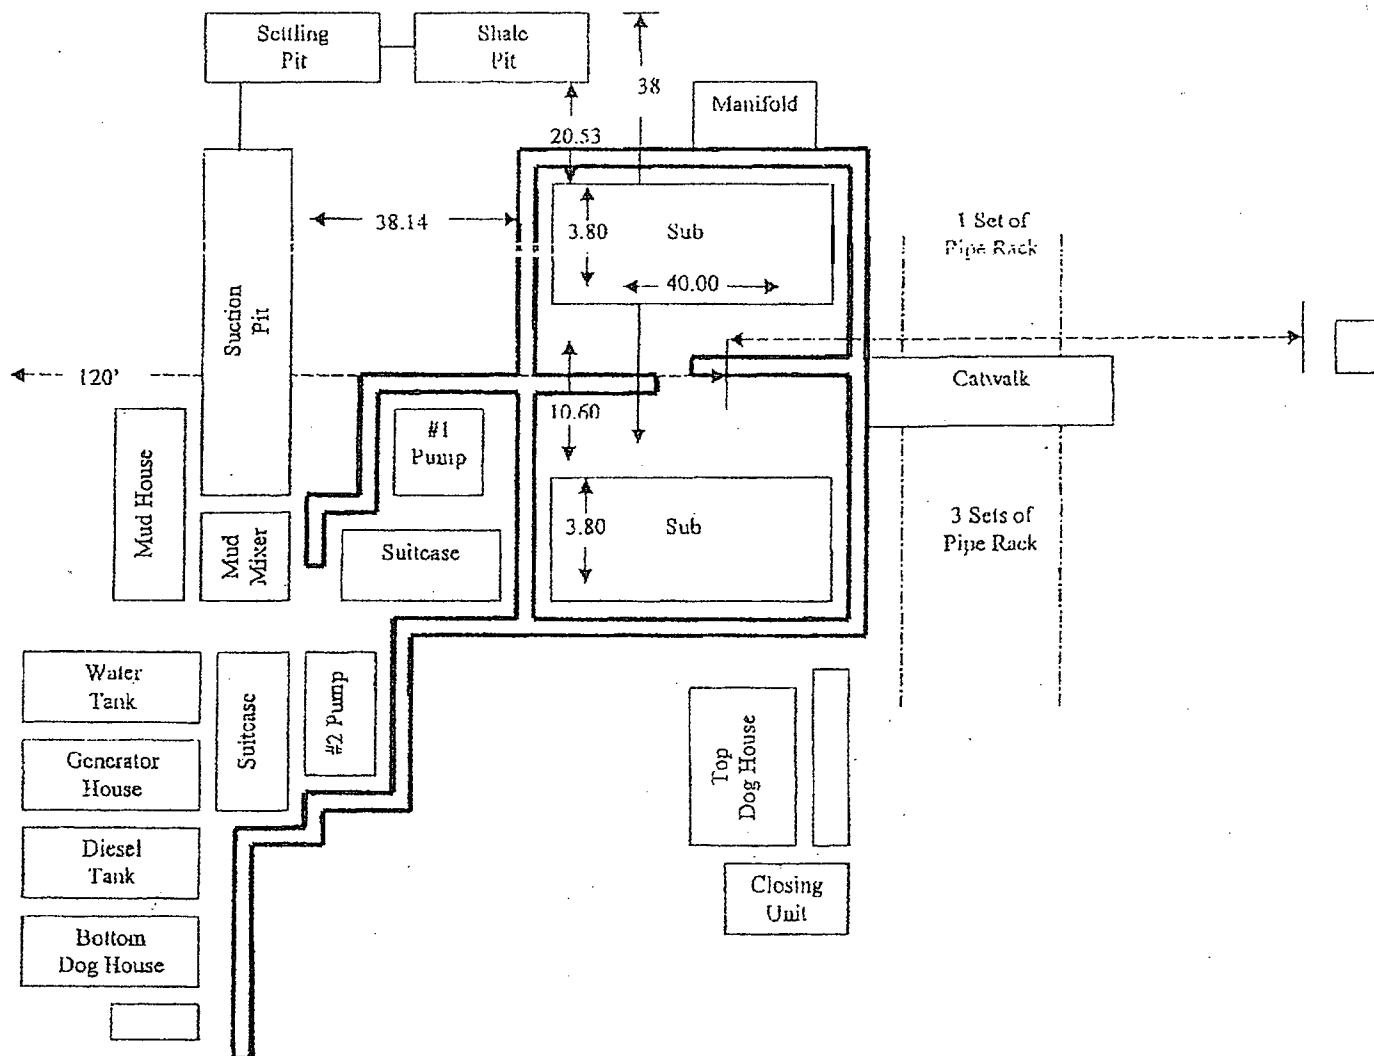 Settling
Pit
Shale
Pit
38
Manifold
20.53
38.14
3.80
Sub
40.00
1 Set of
Pipe Rack
Suction
Pit
120'
Catwalk
10.60
#1
Pump
Mud House
Mud
Mixer
Suitcase
3.80
Sub
3 Sets of
Pipe Rack
Water
Tank
Suitcase
#2 Pump
Generator
House
Top
Dog House
Diesel
Tank
Closing
Unit
Bottom
Dog House